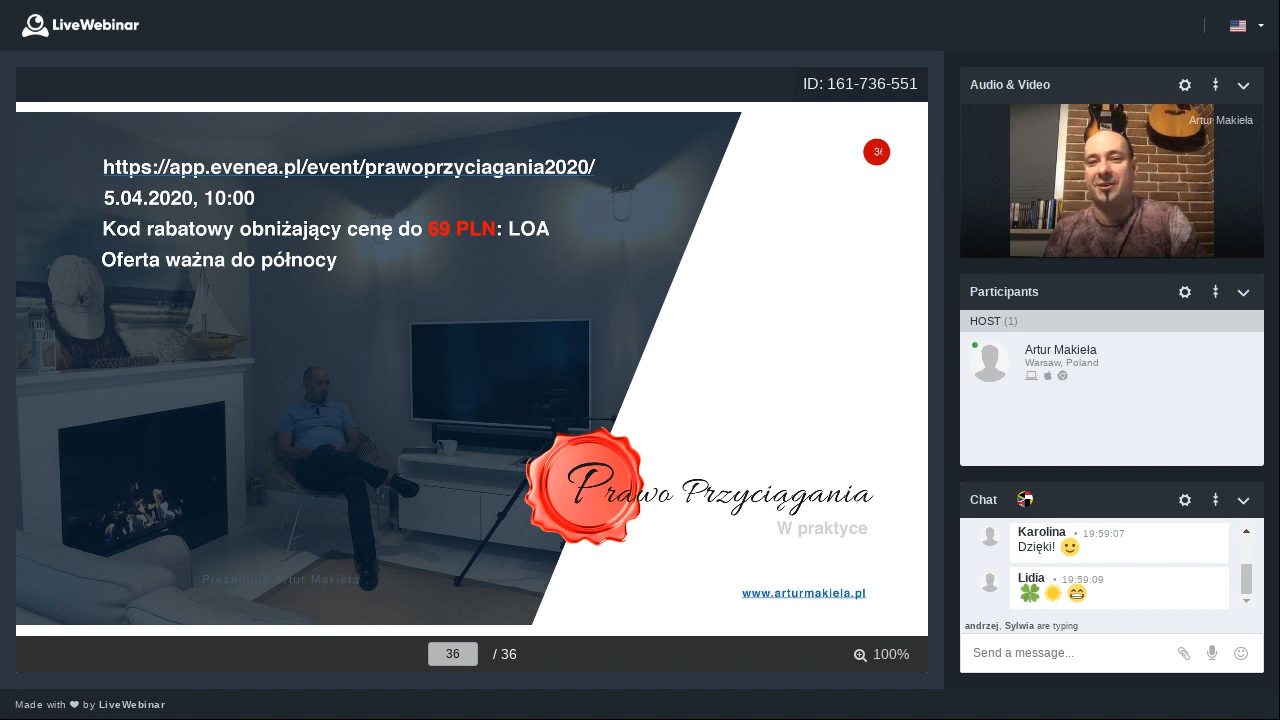 LiveWebinar
ID: 161-736-551
https://app.evenea.pl/event/prawoprzyciagania2020/
5.04.2020, 10:00
Kod rabatowy obniżający cenę do 69 PLN: LOA
Oferta ważna do północy
36
Prawo Przyciągania
W praktyce
Prezentuje Artur Makieła
www.arturmakiela.pl
36 / 36
100%
Audio & Video
Artur Makieła
Participants
HOST (1)
Artur Makieła
Warsaw, Poland
Chat
Karolina • 19:59:07
Dzięki! 🙂
Lidia • 19:59:09
🍀☀️😁
andrzej, Sylwia are typing
Send a message...
Made with ❤ by LiveWebinar